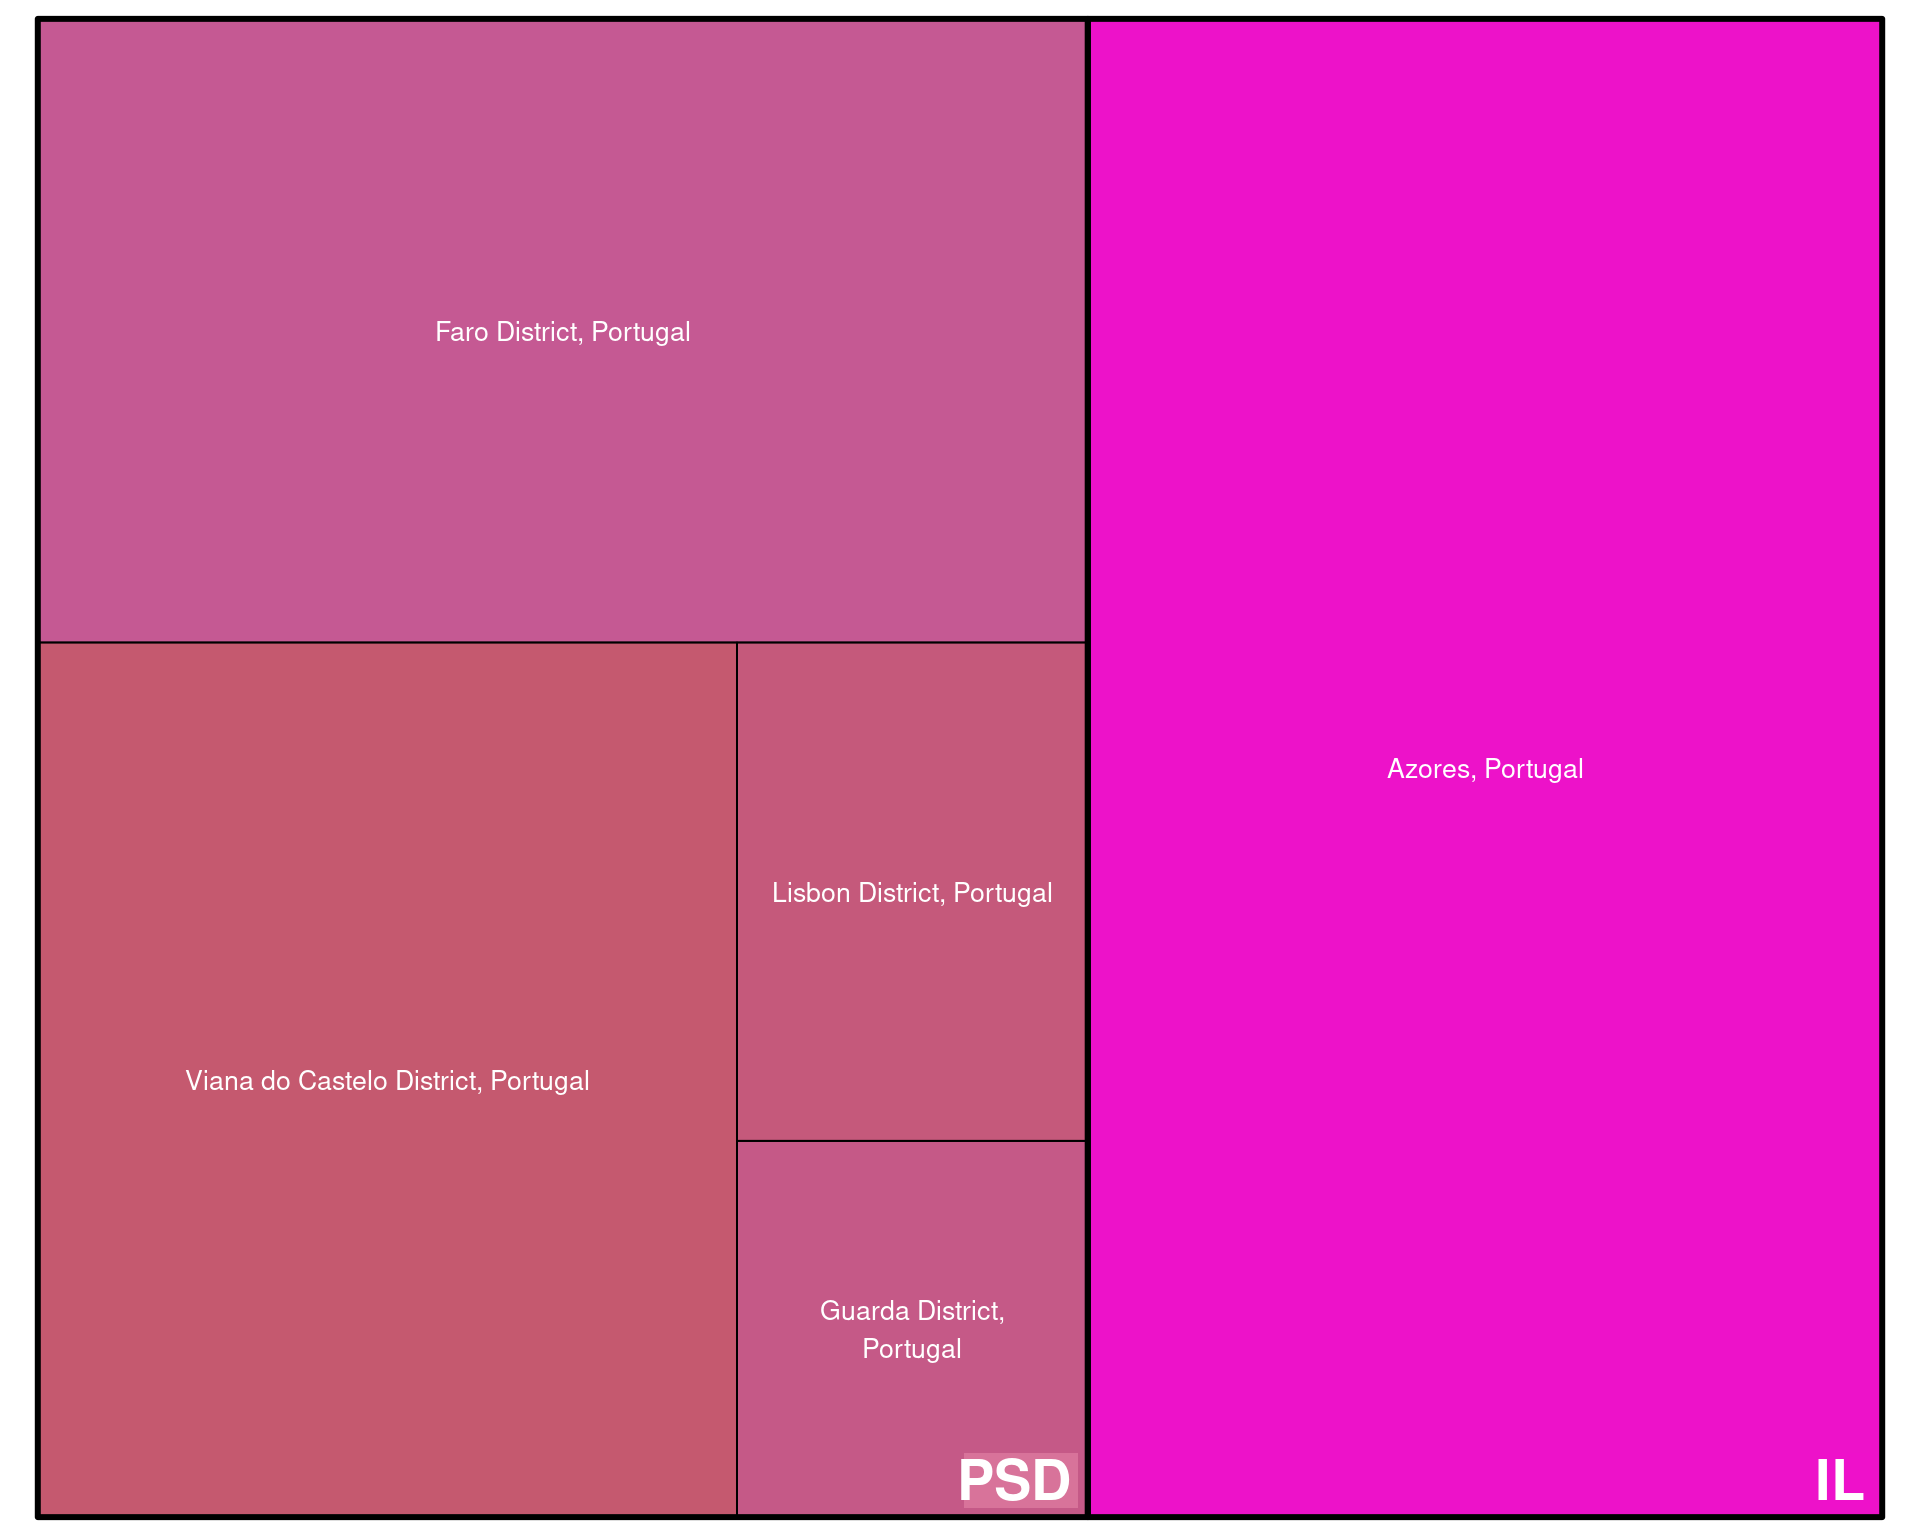 Faro District, Portugal
Viana do Castelo District, Portugal
Lisbon District, Portugal
Guarda District,
Portugal
PSD
Azores, Portugal
IL